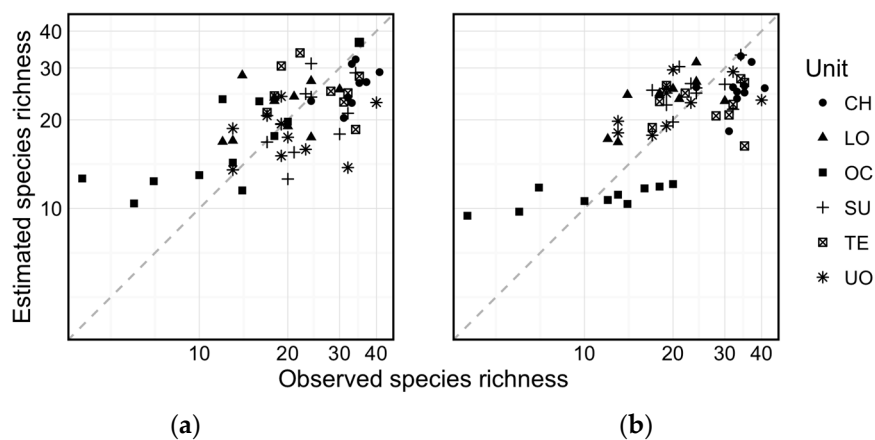 Estimated species richness
40
30
20
10
10
20
30
40
10
20
30
40
Observed species richness
(a)
(b)
Unit
CH
LO
OC
SU
TE
UO